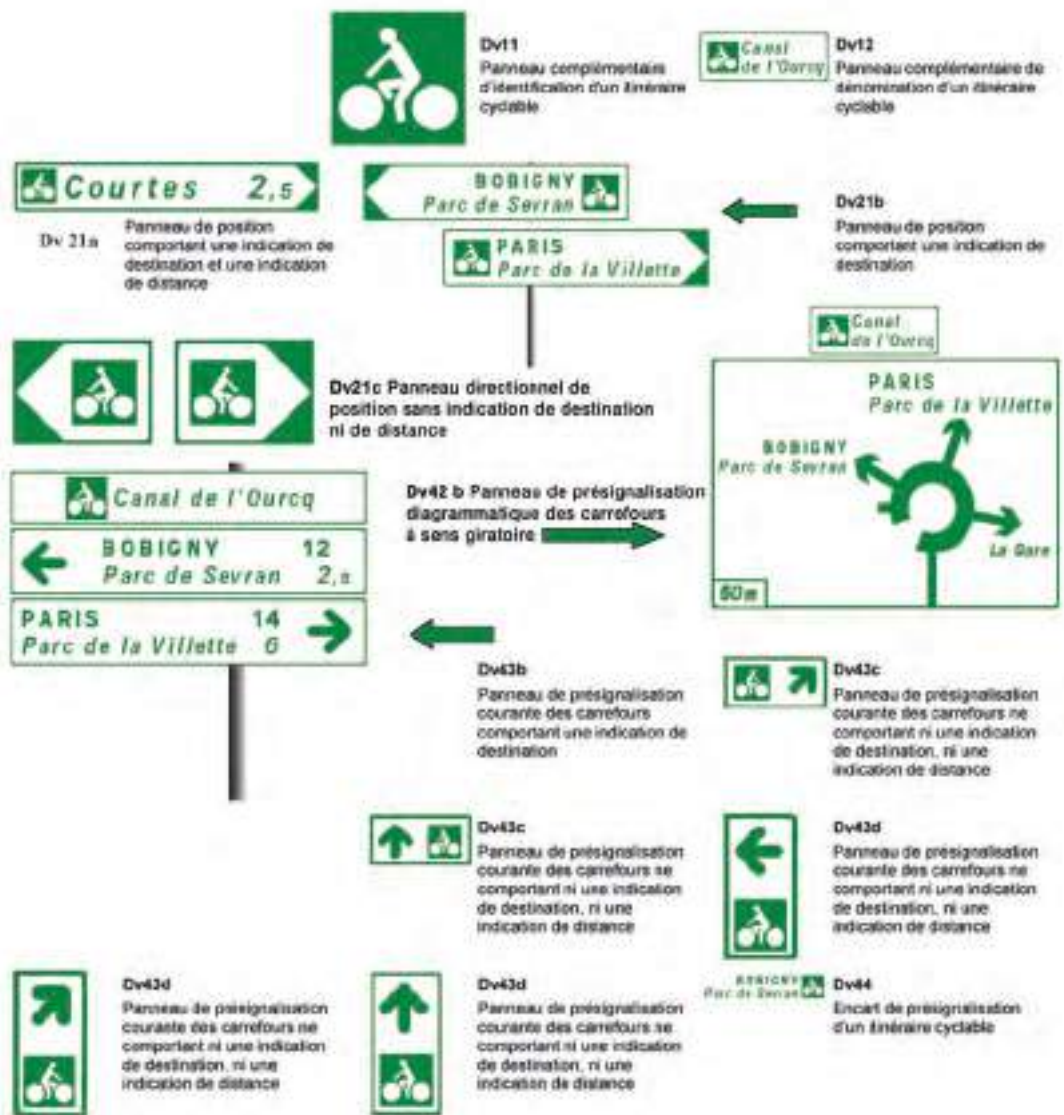 Dv11
Panneau complémentaire
d'identification d'un itinéraire
cyclable
Canal
de l'Ourcq
Dv12
Panneau complémentaire de
dénomination d'un itinéraire
cyclable
Courtes 2,5
Dv 21a
Panneau de position
comportant une indication de
destination et une indication
de distance
BOBIGNY
Parc de Sevran
PARIS
Parc de la Villette
Dv21b
Panneau de position
comportant une indication de
destination
Dv21c Panneau directionnel de
position sans indication de destination
ni de distance
Canal
de l'Ourcq
PARIS
Parc de la Villette
BOBIGNY
Parc de Sevran
La Gare
50m
Canal de l'Ourcq
BOBIGNY 12
Parc de Sevran 2,8
PARIS 14
Parc de la Villette 6
Dv42 b Panneau de présignalisation
diagrammatique des carrefours
à sens giratoire
Dv43b
Panneau de présignalisation
courante des carrefours
comportant une indication de
destination
Dv43c
Panneau de présignalisation
courante des carrefours ne
comportant ni une indication
de destination, ni une
indication de distance
Dv43c
Panneau de présignalisation
courante des carrefours ne
comportant ni une indication
de destination, ni une
indication de distance
Dv43d
Panneau de présignalisation
courante des carrefours ne
comportant ni une indication
de destination, ni une
indication de distance
Dv43d
Panneau de présignalisation
courante des carrefours ne
comportant ni une indication
de destination, ni une
indication de distance
Dv43d
Panneau de présignalisation
courante des carrefours ne
comportant ni une indication
de destination, ni une
indication de distance
BOBIGNY
Parc de Sevran
Dv44
Encart de présignalisation
d'un itinéraire cyclable